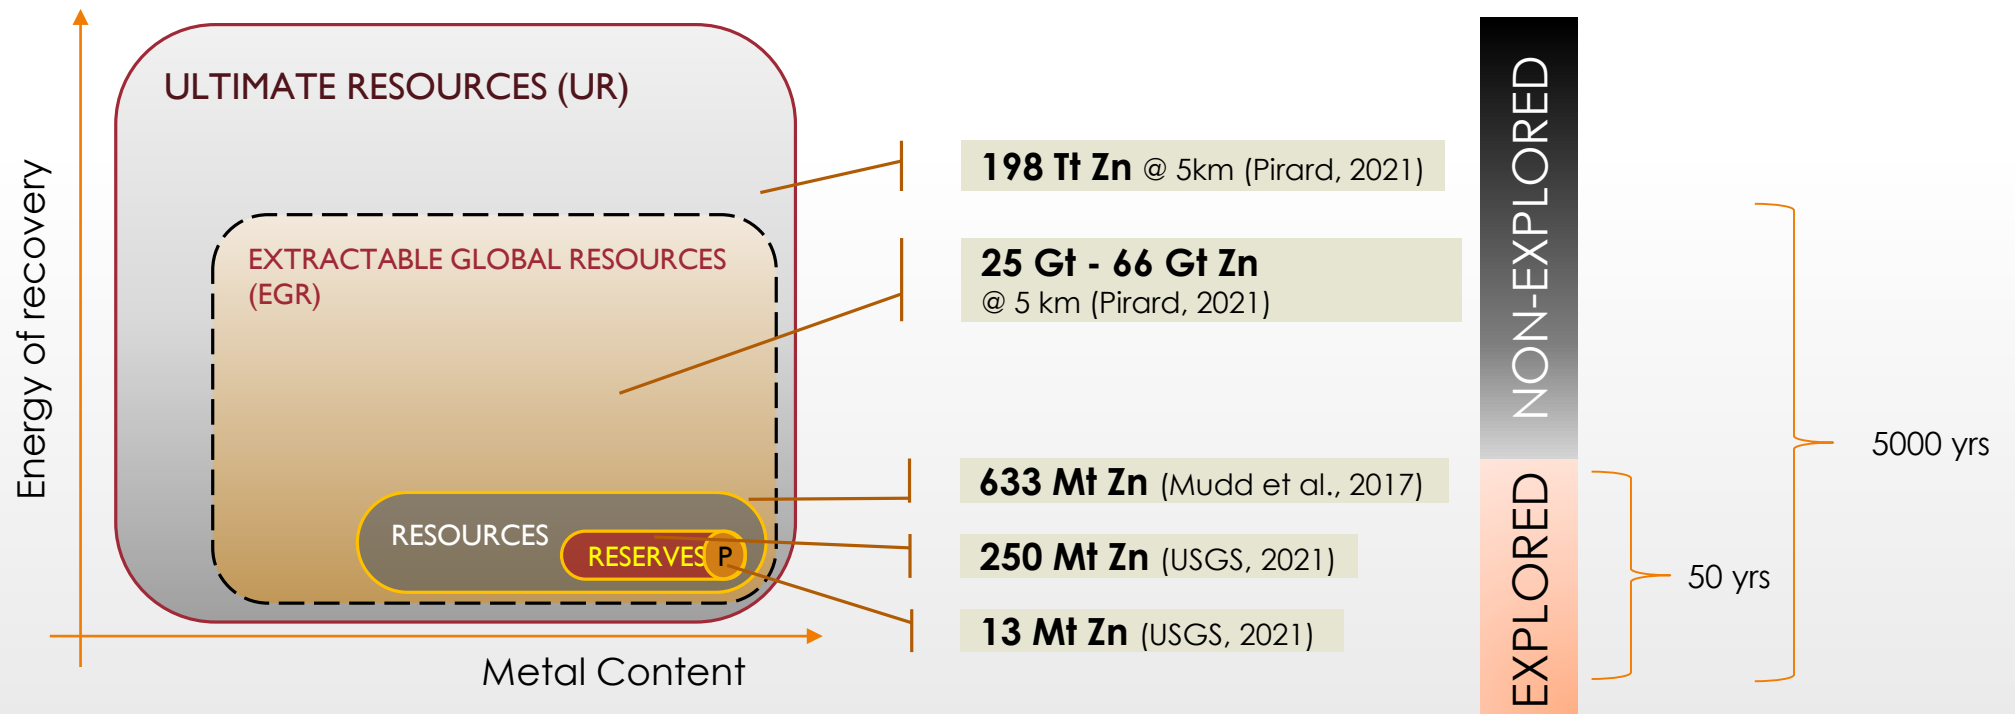 Energy of recovery
ULTIMATE RESOURCES (UR)
EXTRACTABLE GLOBAL RESOURCES
(EGR)
RESOURCES
RESERVES
P
Metal Content
198 Tt Zn @ 5km (Pirard, 2021)
25 Gt - 66 Gt Zn
@ 5 km (Pirard, 2021)
633 Mt Zn (Mudd et al., 2017)
250 Mt Zn (USGS, 2021)
13 Mt Zn (USGS, 2021)
NON-EXPLORED
EXPLORED
50 yrs
5000 yrs